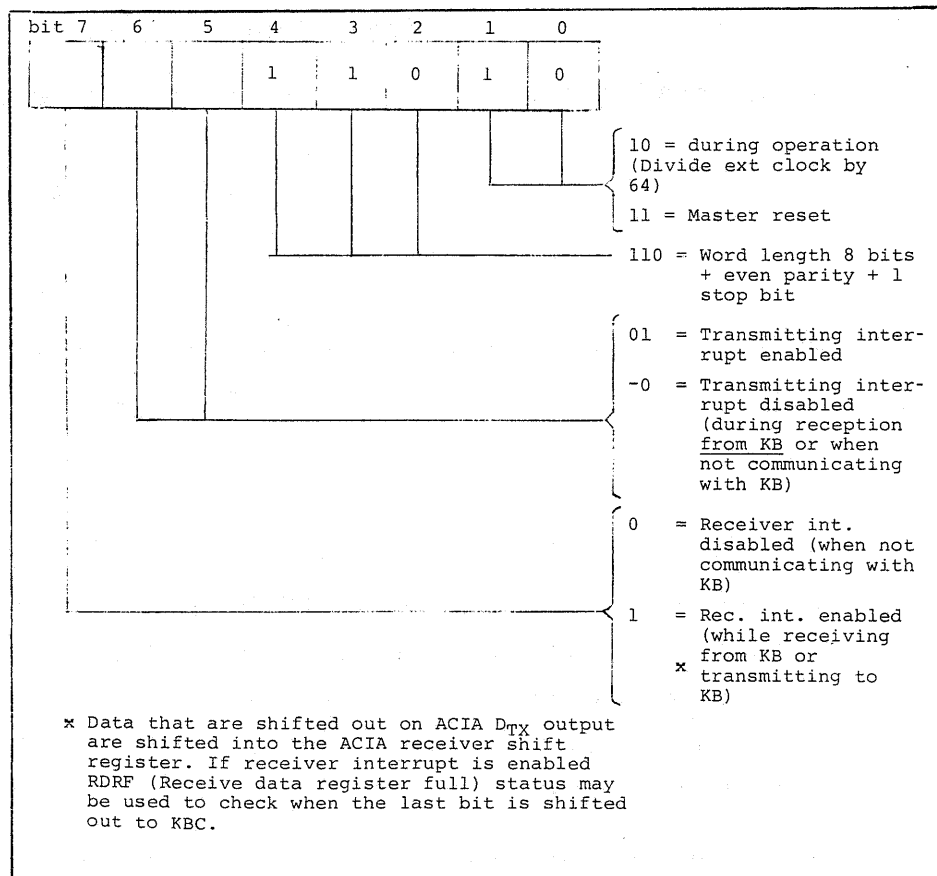 bit 7 6 5 4 3 2 1 0
1 1 0 1 0
10 = during operation
(Divide ext clock by
64)
11 = Master reset
110 = Word length 8 bits
+ even parity + 1
stop bit
01 = Transmitting inter-
rupt enabled
-0 = Transmitting inter-
rupt disabled
(during reception
from KB or when
not communicating
with KB)
0 = Receiver int.
disabled (when not
communicating with
KB)
1 = Rec. int. enabled
(while receiving
from KB or
x transmitting to
KB)
x Data that are shifted out on ACIA DTX output
are shifted into the ACIA receiver shift
register. If receiver interrupt is enabled
RDRF (Receive data register full) status may
be used to check when the last bit is shifted
out to KBC.